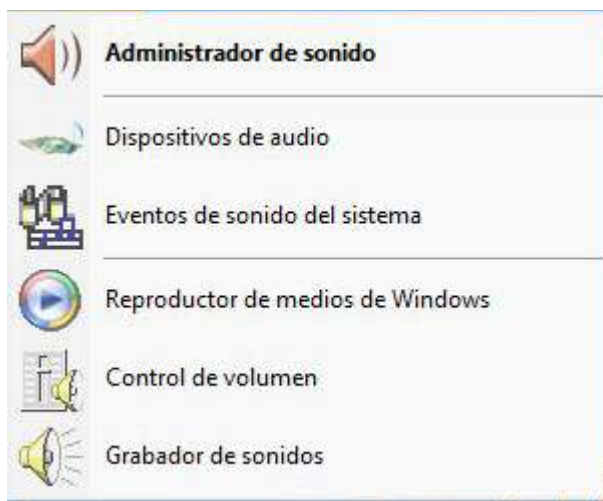 Administrador de sonido
Dispositivos de audio
Eventos de sonido del sistema
Reproductor de medios de Windows
Control de volumen
Grabador de sonidos